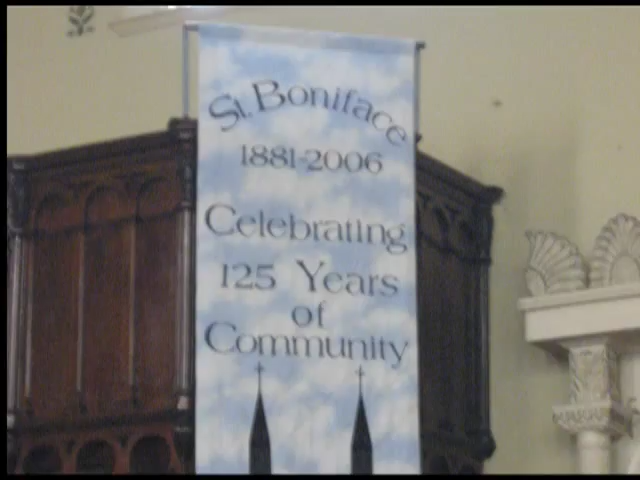 St. Boniface
1881-2006
Celebrating
125 Years
of
Community